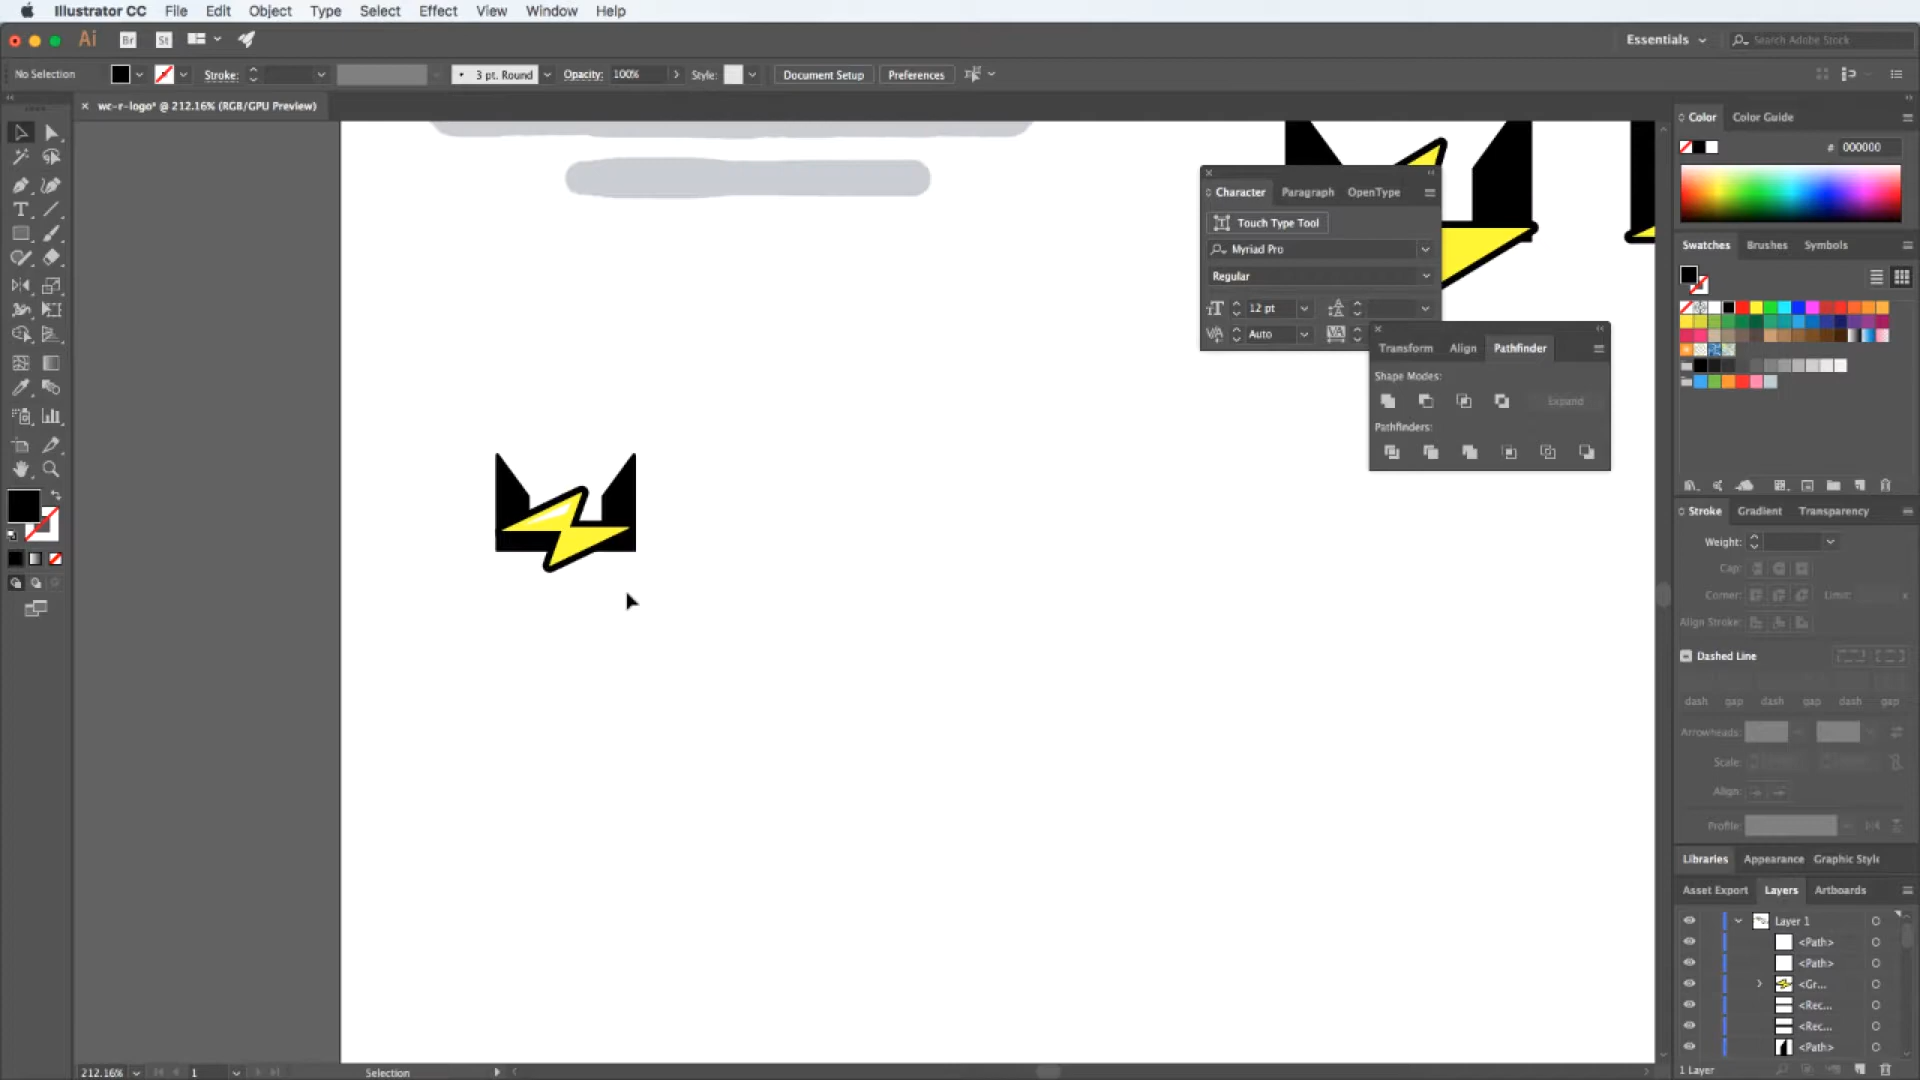 Illustrator CC File Edit Object Type Select Effect View Window Help
Ai Br St Essentials Search Adobe Stock
No Selection Stroke: 3 pt. Round Opacity: 100% Style: Document Setup Preferences
× wc-r-logo* @ 212.16% (RGB/GPU Preview)
Color Color Guide
# 000000
Character Paragraph OpenType
Touch Type Tool
Myriad Pro
Regular
12 pt
Auto
Transform Align Pathfinder
Shape Modes:
Expand
Pathfinders:
Swatches Brushes Symbols
Stroke Gradient Transparency
Weight:
Cap:
Corner: Limit: x
Align Stroke:
Dashed Line
dash gap dash gap dash gap
Arrowheads:
Scale:
Align:
Profile:
Libraries Appearance Graphic Style
Asset Export Layers Artboards
Layer 1
<Path>
<Path>
<Gr...
<Rec...
<Rec...
<Path>
1 Layer
212.16% 1 Selection